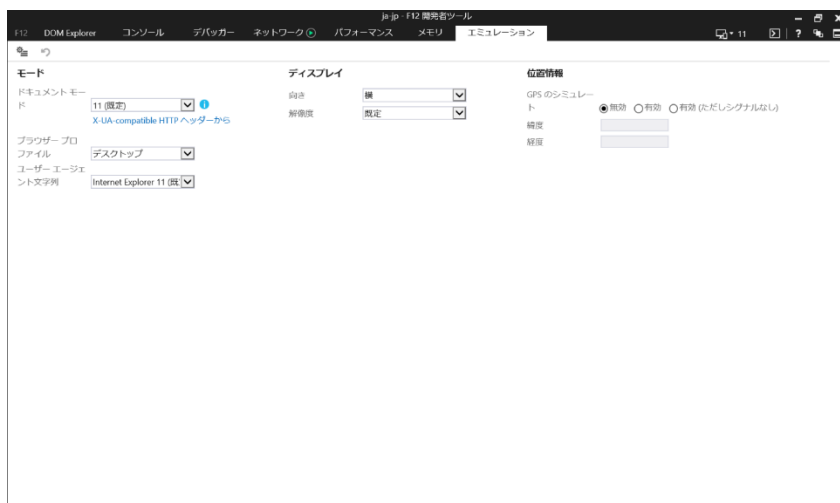 ja-jp - F12 開発者ツール
F12 DOM Explorer コンソール デバッガー ネットワーク パフォーマンス メモリ エミュレーション 11 ?
モード
ドキュメント モー
ド 11 (既定)
X-UA-compatible HTTP ヘッダーから
ブラウザー プロ
ファイル デスクトップ
ユーザー エージェ
ント文字列 Internet Explorer 11 (既
ディスプレイ
向き 横
解像度 既定
位置情報
GPS のシミュレー
ト 無効 有効 有効 (ただしシグナルなし)
緯度
経度